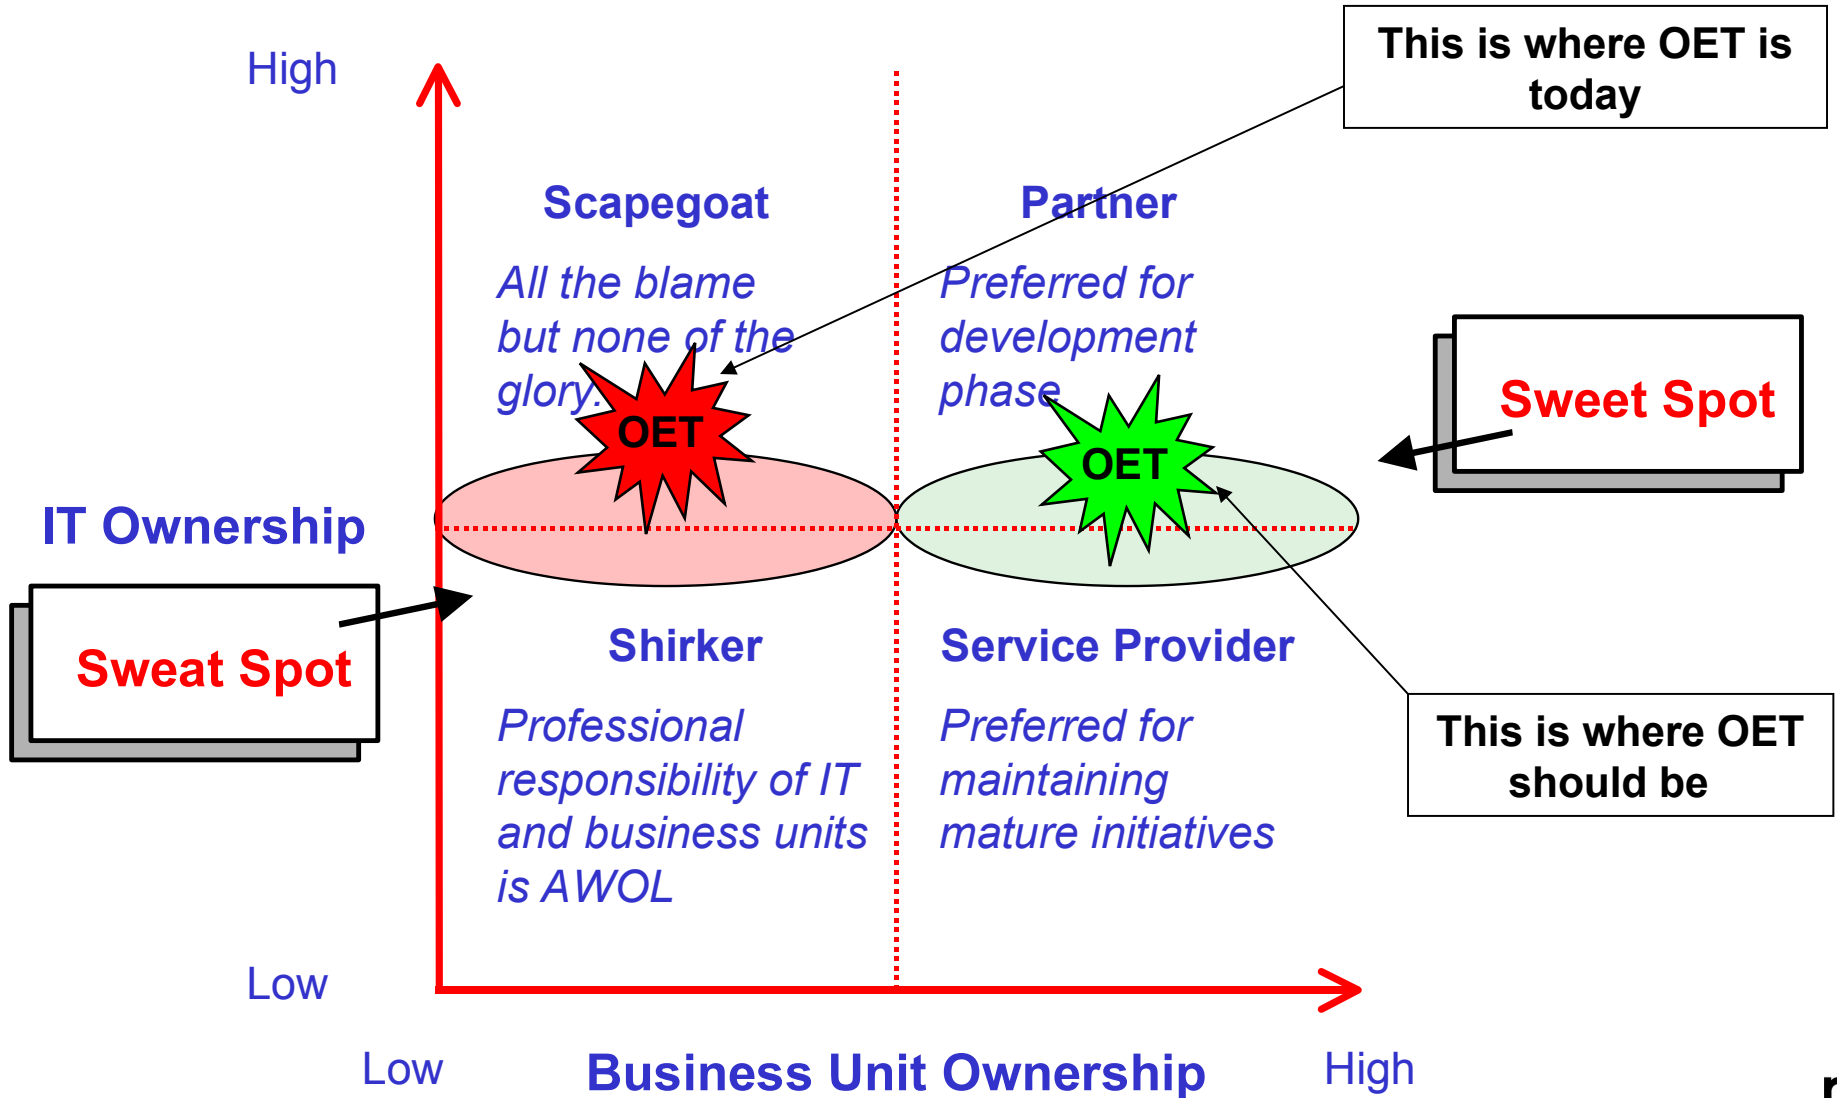 This is where OET is
today
High
Scapegoat
Partner
All the blame
but none of the
glory.
Preferred for
development
phase
Sweet Spot
OET
OET
IT Ownership
Sweat Spot
Shirker
Service Provider
Professional
responsibility of IT
and business units
is AWOL
Preferred for
maintaining
mature initiatives
This is where OET
should be
Low
Low
Business Unit Ownership
High